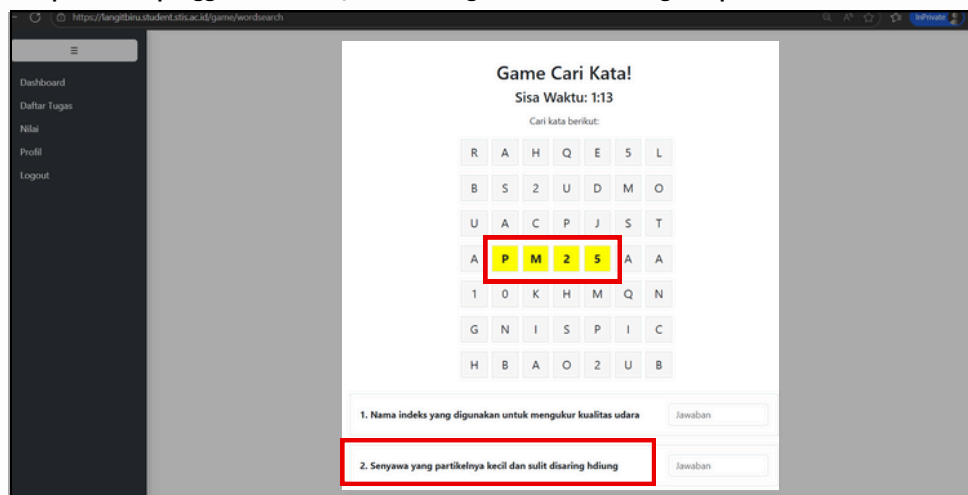 https://langitbiru.student.stis.ac.id/game/wordsearch
InPrivate
Dashboard
Daftar Tugas
Nilai
Profil
Logout
Game Cari Kata!
Sisa Waktu: 1:13
Cari kata berikut:
R A H Q E 5 L
B S 2 U D M O
U A C P J S T
A P M 2 5 A A
1 0 K H M Q N
G N I S P I C
H B A O 2 U B
1. Nama indeks yang digunakan untuk mengukur kualitas udara
Jawaban
2. Senyawa yang partikelnya kecil dan sulit disaring hdiung
Jawaban